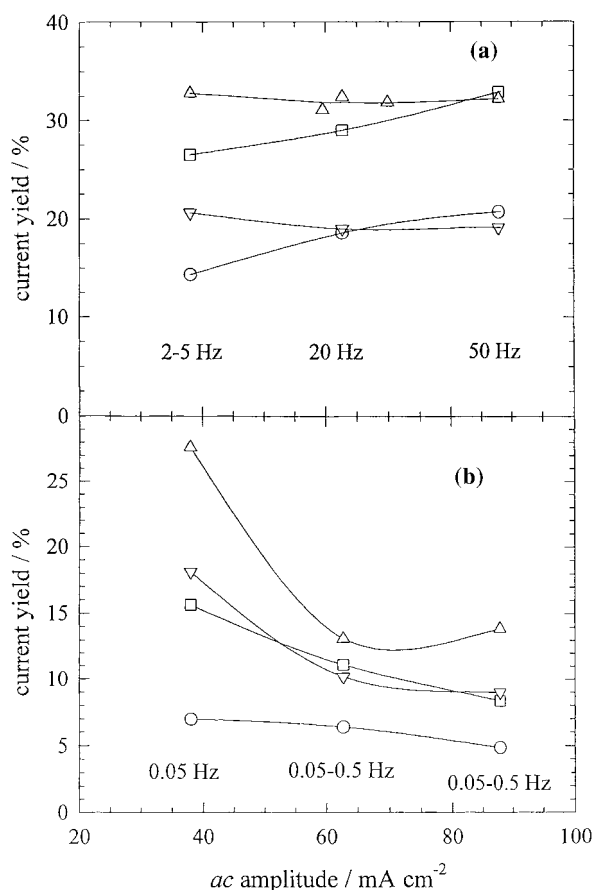 40
(a)
30
current yield / %
20
10
2-5 Hz 20 Hz 50 Hz
0
25
(b)
20
current yield / %
15
10
5
0.05 Hz 0.05-0.5 Hz 0.05-0.5 Hz
0
20 40 60 80 100
ac amplitude / mA cm-2